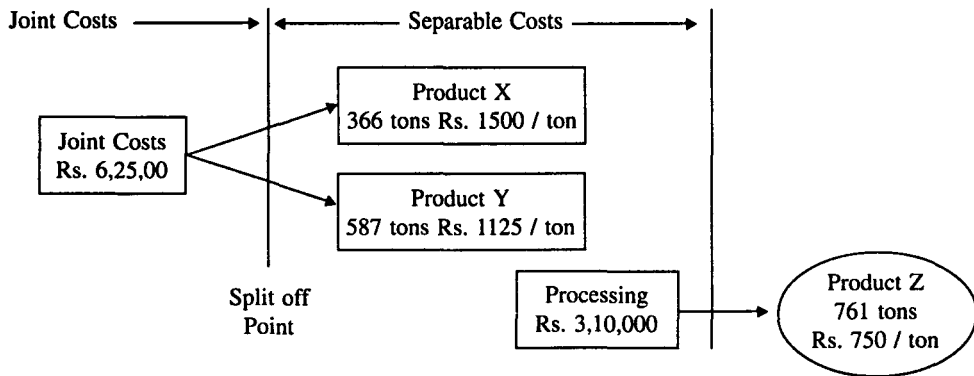 Joint Costs
Separable Costs
Product X
366 tons Rs. 1500 / ton
Joint Costs
Rs. 6,25,00
Product Y
587 tons Rs. 1125 / ton
Split off
Point
Processing
Rs. 3,10,000
Product Z
761 tons
Rs. 750 / ton